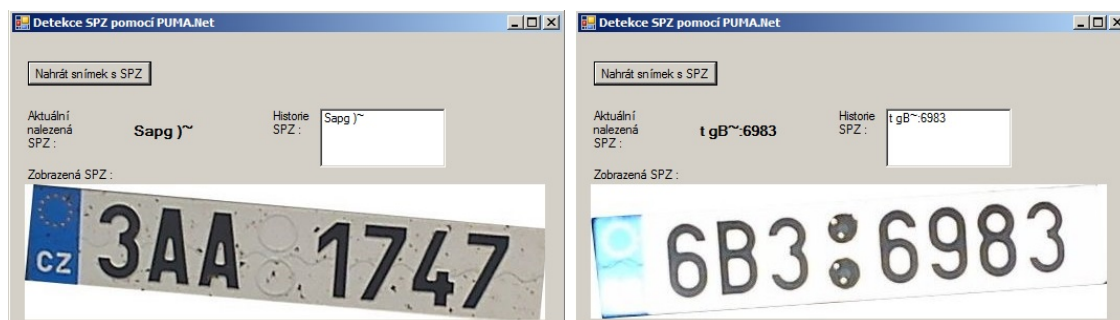 Detekce SPZ pomocí PUMA.Net
Nahrát snímek s SPZ
Aktuální
nalezená
SPZ :
Sapg )~
Historie
SPZ :
Sapg )~
Zobrazená SPZ :
CZ
3AA 1747
Detekce SPZ pomocí PUMA.Net
Nahrát snímek s SPZ
Aktuální
nalezená
SPZ :
t gB~:6983
Historie
SPZ :
t gB~:6983
Zobrazená SPZ :
6B3 6983